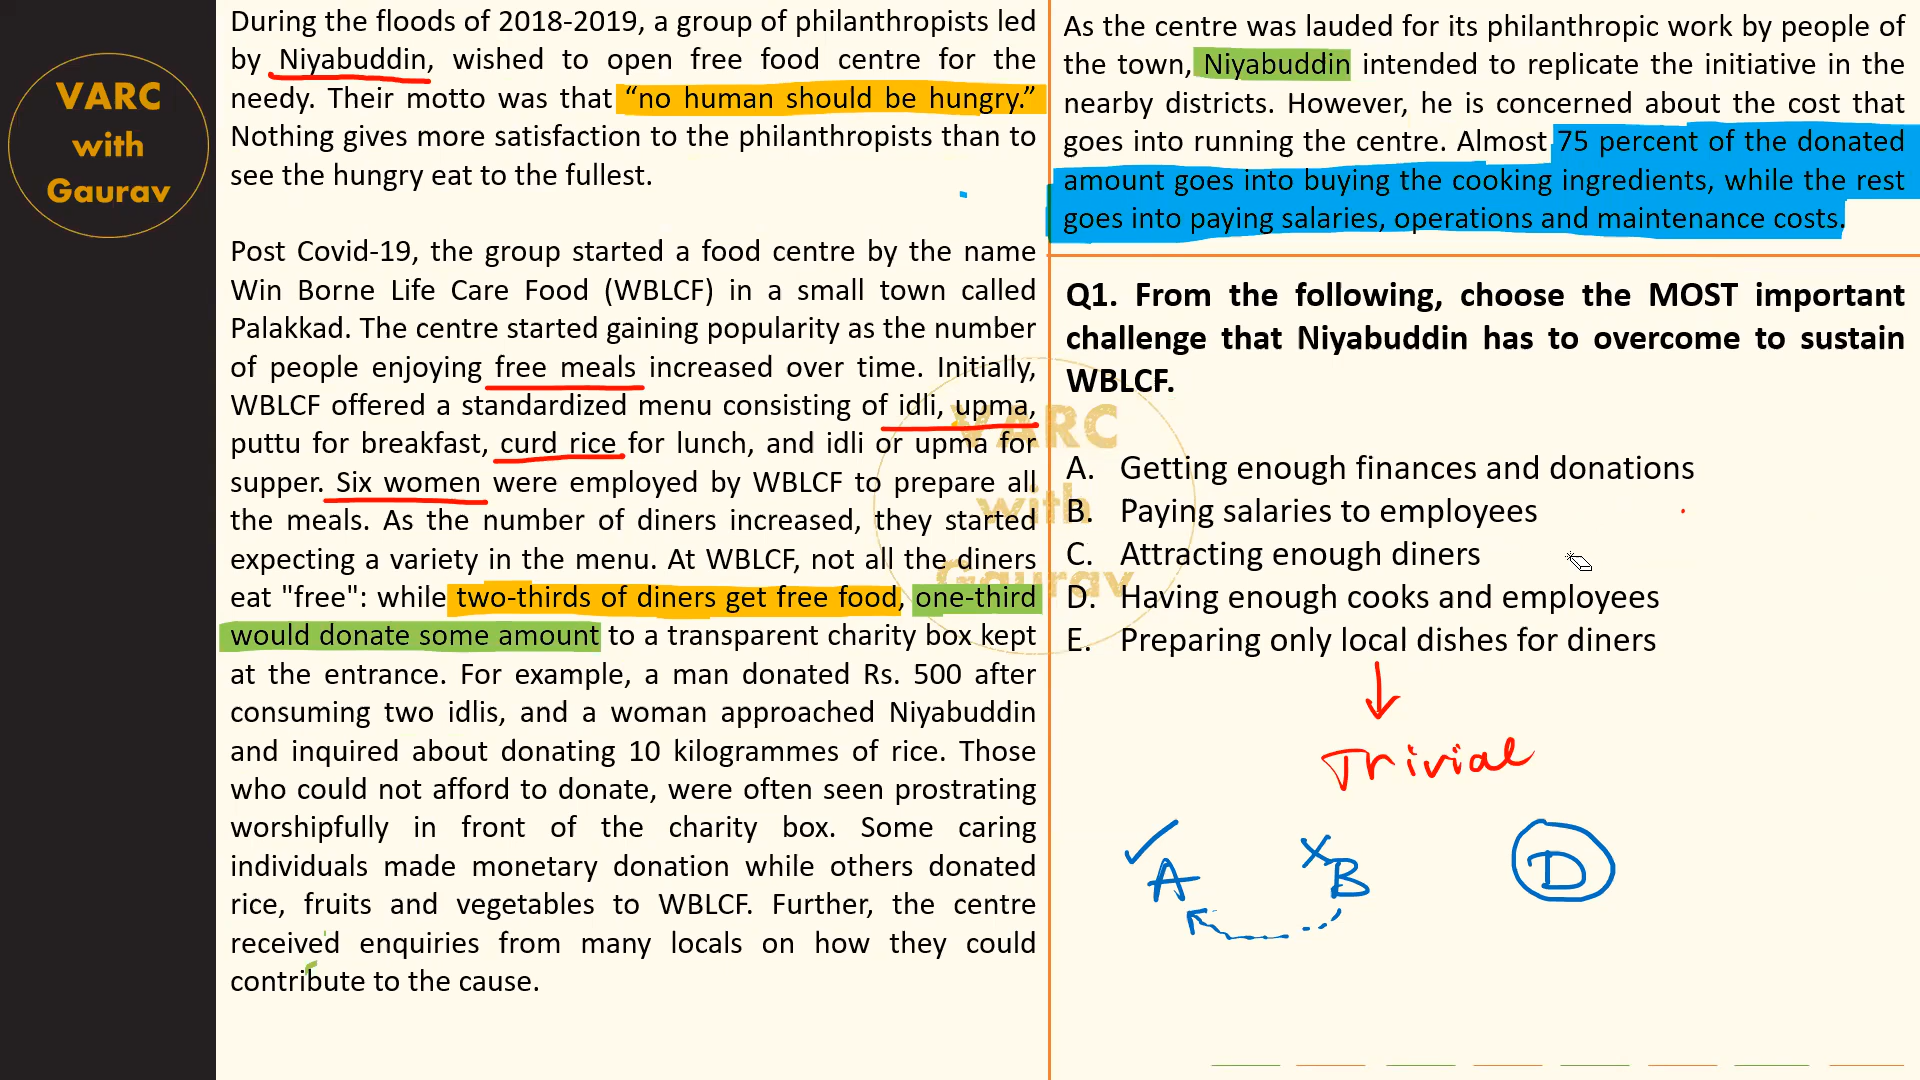 VARC
with
Gaurav
During the floods of 2018-2019, a group of philanthropists led
by Niyabuddin, wished to open free food centre for the
needy. Their motto was that “no human should be hungry.”
Nothing gives more satisfaction to the philanthropists than to
see the hungry eat to the fullest.
Post Covid-19, the group started a food centre by the name
Win Borne Life Care Food (WBLCF) in a small town called
Palakkad. The centre started gaining popularity as the number
of people enjoying free meals increased over time. Initially,
WBLCF offered a standardized menu consisting of idli, upma,
puttu for breakfast, curd rice for lunch, and idli or upma for
supper. Six women were employed by WBLCF to prepare all
the meals. As the number of diners increased, they started
expecting a variety in the menu. At WBLCF, not all the diners
eat "free": while two-thirds of diners get free food, one-third
would donate some amount to a transparent charity box kept
at the entrance. For example, a man donated Rs. 500 after
consuming two idlis, and a woman approached Niyabuddin
and inquired about donating 10 kilogrammes of rice. Those
who could not afford to donate, were often seen prostrating
worshipfully in front of the charity box. Some caring
individuals made monetary donation while others donated
rice, fruits and vegetables to WBLCF. Further, the centre
received enquiries from many locals on how they could
contribute to the cause.
As the centre was lauded for its philanthropic work by people of
the town, Niyabuddin intended to replicate the initiative in the
nearby districts. However, he is concerned about the cost that
goes into running the centre. Almost 75 percent of the donated
amount goes into buying the cooking ingredients, while the rest
goes into paying salaries, operations and maintenance costs.
Q1. From the following, choose the MOST important
challenge that Niyabuddin has to overcome to sustain
WBLCF.
A. Getting enough finances and donations
B. Paying salaries to employees
C. Attracting enough diners
D. Having enough cooks and employees
E. Preparing only local dishes for diners
Trivial
A B D
VARC
with
Gaurav